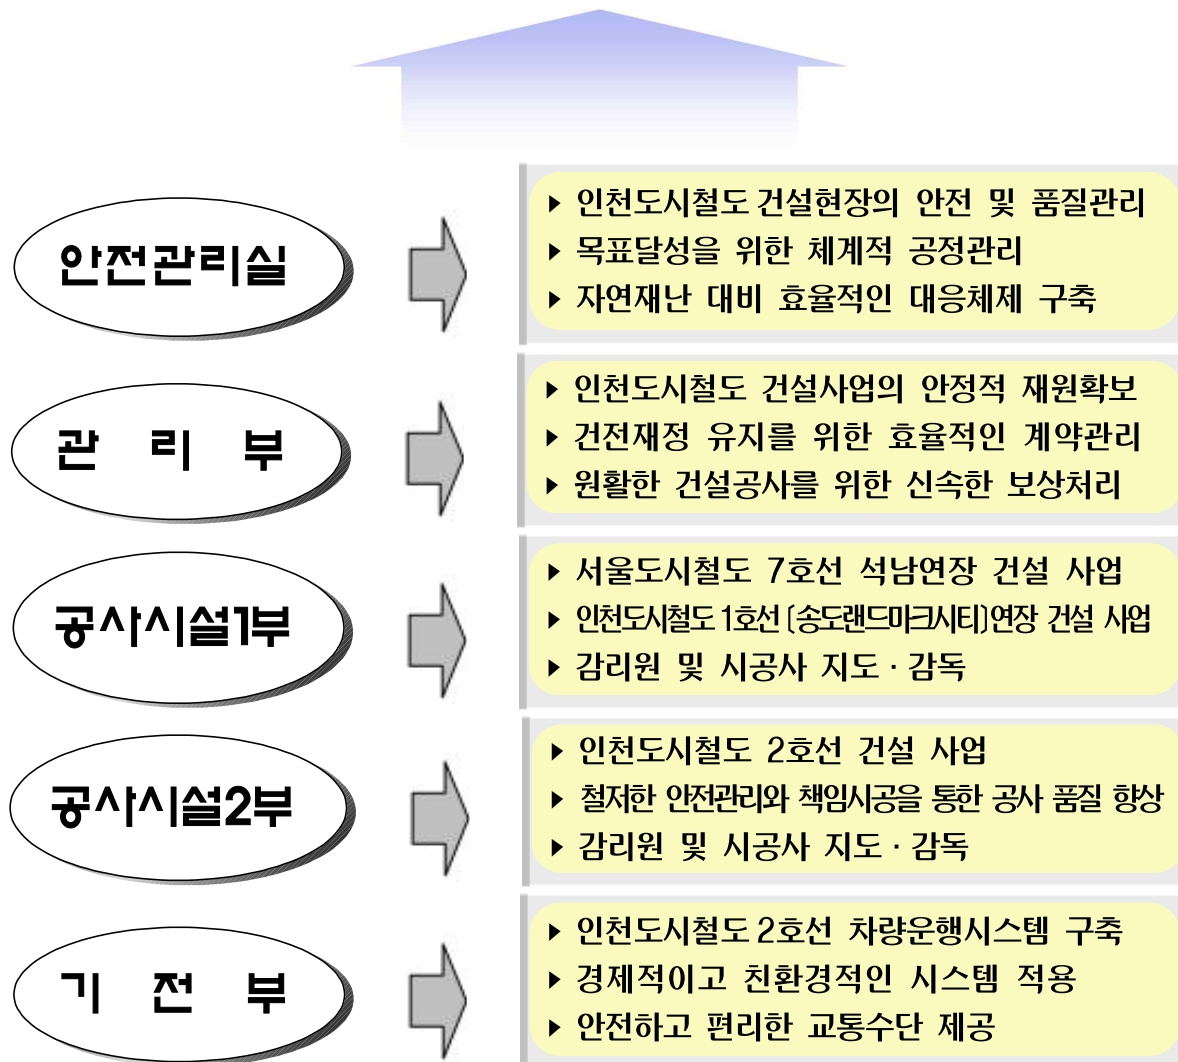 안전관리실
▶ 인천도시철도 건설현장의 안전 및 품질관리
▶ 목표달성을 위한 체계적 공정관리
▶ 자연재난 대비 효율적인 대응체제 구축
관 리 부
▶ 인천도시철도 건설사업의 안정적 재원확보
▶ 건전재정 유지를 위한 효율적인 계약관리
▶ 원활한 건설공사를 위한 신속한 보상처리
공사시설1부
▶ 서울도시철도 7호선 석남연장 건설 사업
▶ 인천도시철도 1호선 (송도랜드마크시티)연장 건설 사업
▶ 감리원 및 시공사 지도 · 감독
공사시설2부
▶ 인천도시철도 2호선 건설 사업
▶ 철저한 안전관리와 책임시공을 통한 공사 품질 향상
▶ 감리원 및 시공사 지도 · 감독
기 전 부
▶ 인천도시철도 2호선 차량운행시스템 구축
▶ 경제적이고 친환경적인 시스템 적용
▶ 안전하고 편리한 교통수단 제공